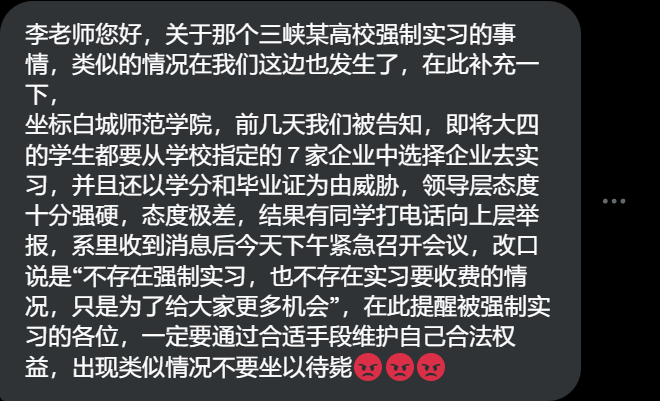 李老师您好，关于那个三峡某高校强制实习的事
情，类似的情况在我们这边也发生了，在此补充一
下，
坐标白城师范学院，前几天我们被告知，即将大四
的学生都要从学校指定的７家企业中选择企业去实
习，并且还以学分和毕业证为由威胁，领导层态度
十分强硬，态度极差，结果有同学打电话向上层举
报，系里收到消息后今天下午紧急召开会议，改口
说是“不存在强制实习，也不存在实习要收费的情
况，只是为了给大家更多机会”，在此提醒被强制实
习的各位，一定要通过合适手段维护自己合法权
益，出现类似情况不要坐以待毙😡😡😡